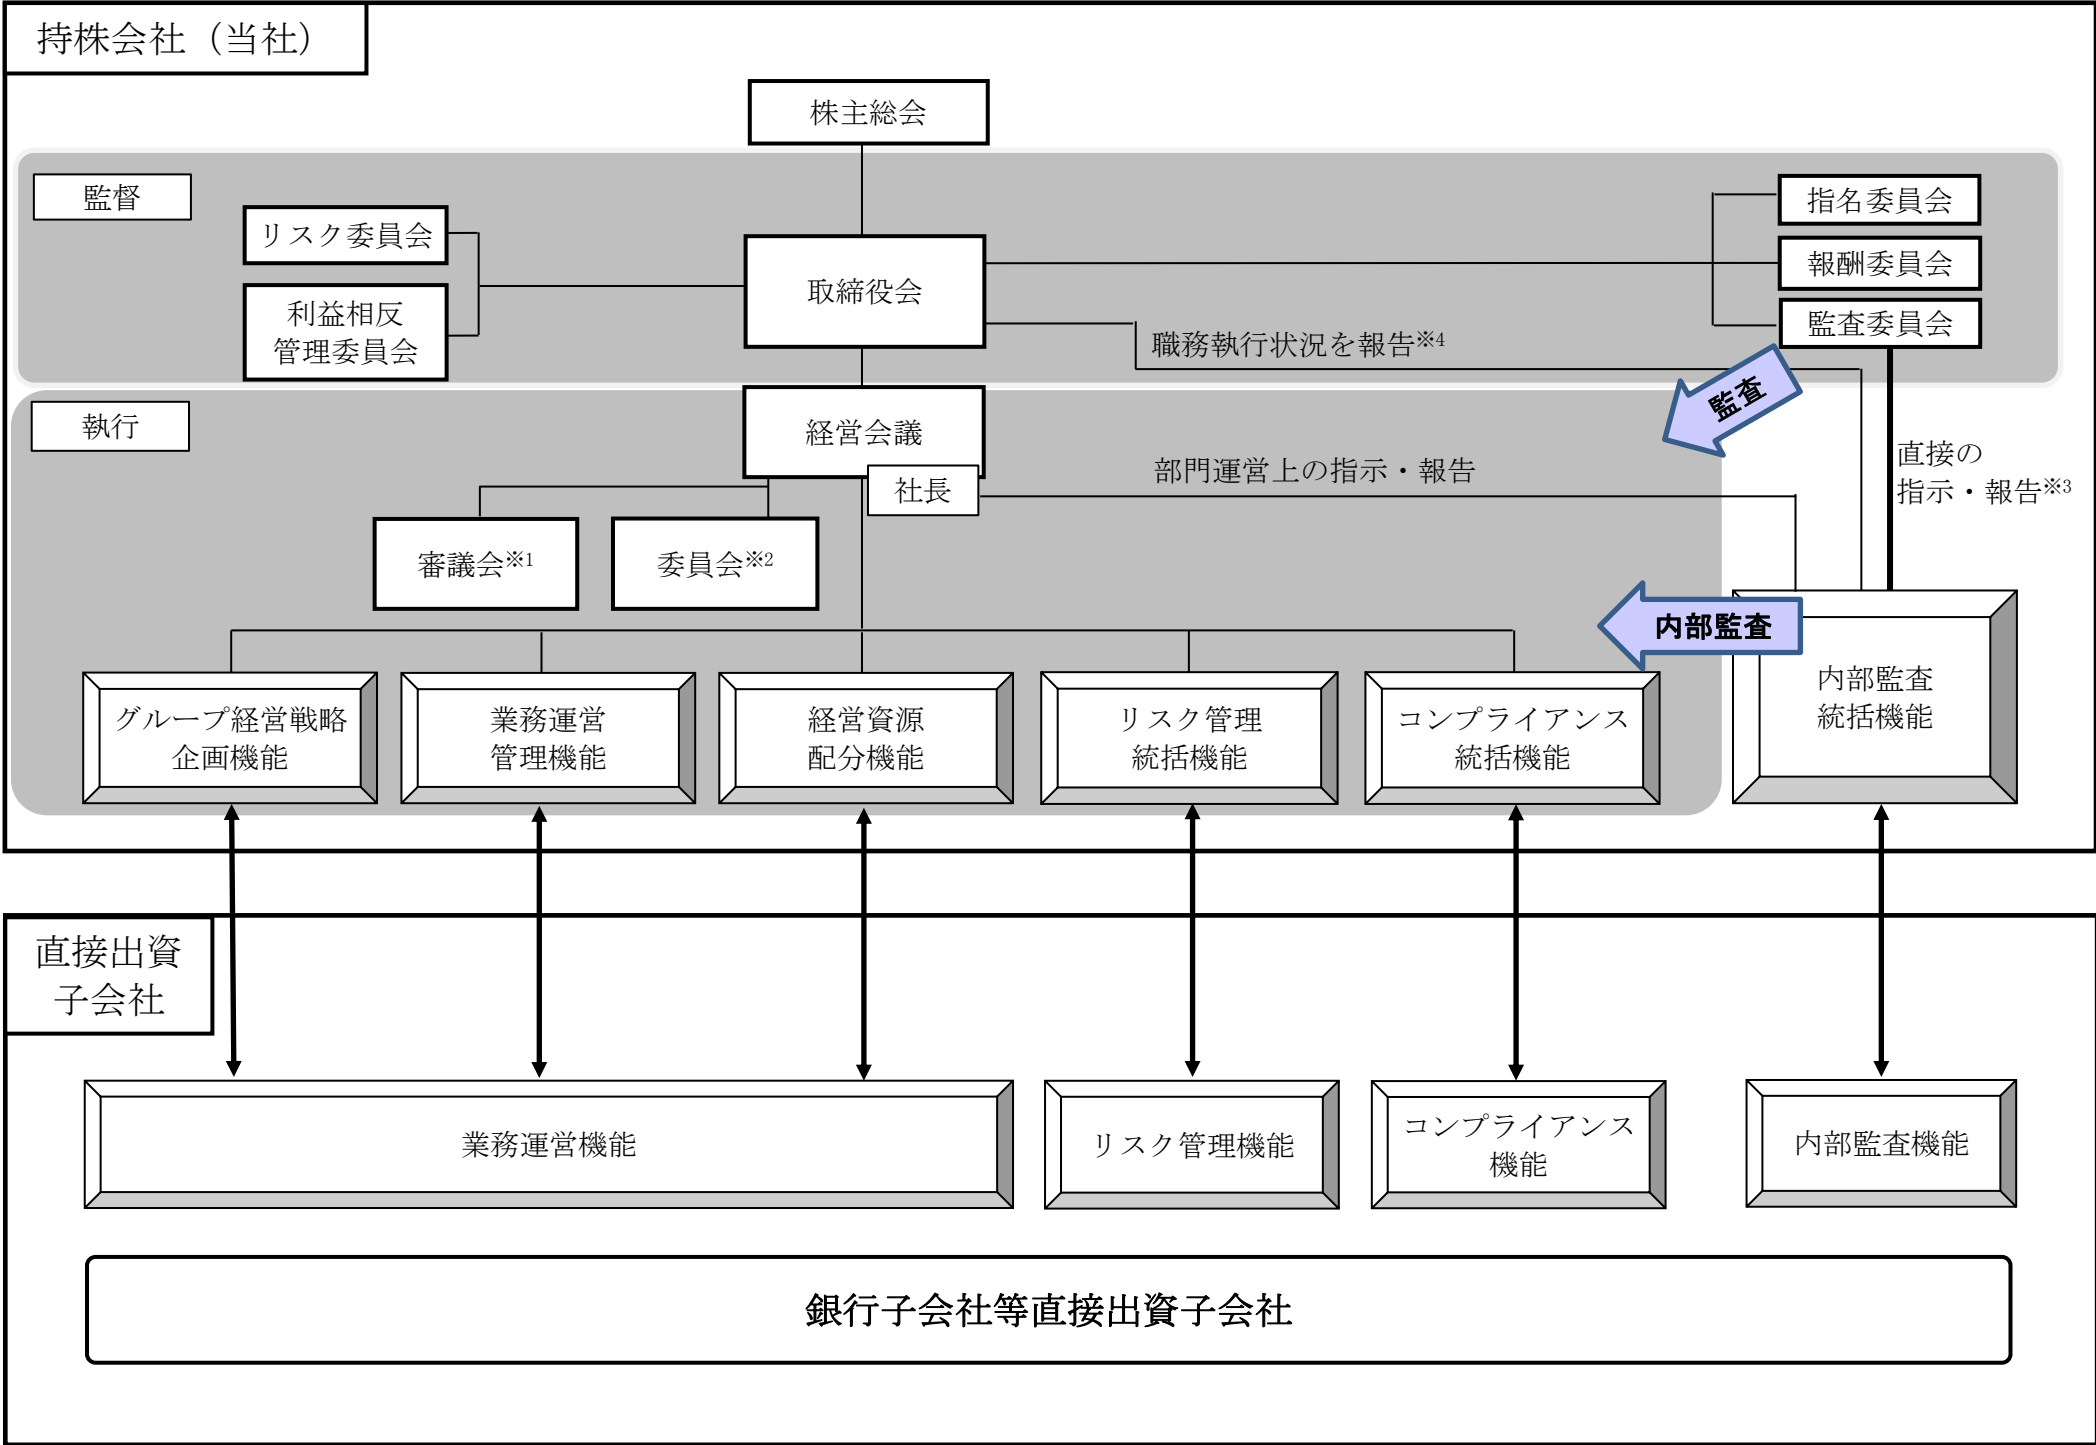 持株会社（当社）
株主総会
監督
リスク委員会
利益相反
管理委員会
取締役会
指名委員会
報酬委員会
監査委員会
職務執行状況を報告※4
監査
執行
経営会議
社長
部門運営上の指示・報告
直接の
指示・報告※3
審議会※1
委員会※2
内部監査
グループ経営戦略
企画機能
業務運営
管理機能
経営資源
配分機能
リスク管理
統括機能
コンプライアンス
統括機能
内部監査
統括機能
直接出資
子会社
業務運営機能
リスク管理機能
コンプライアンス
機能
内部監査機能
銀行子会社等直接出資子会社